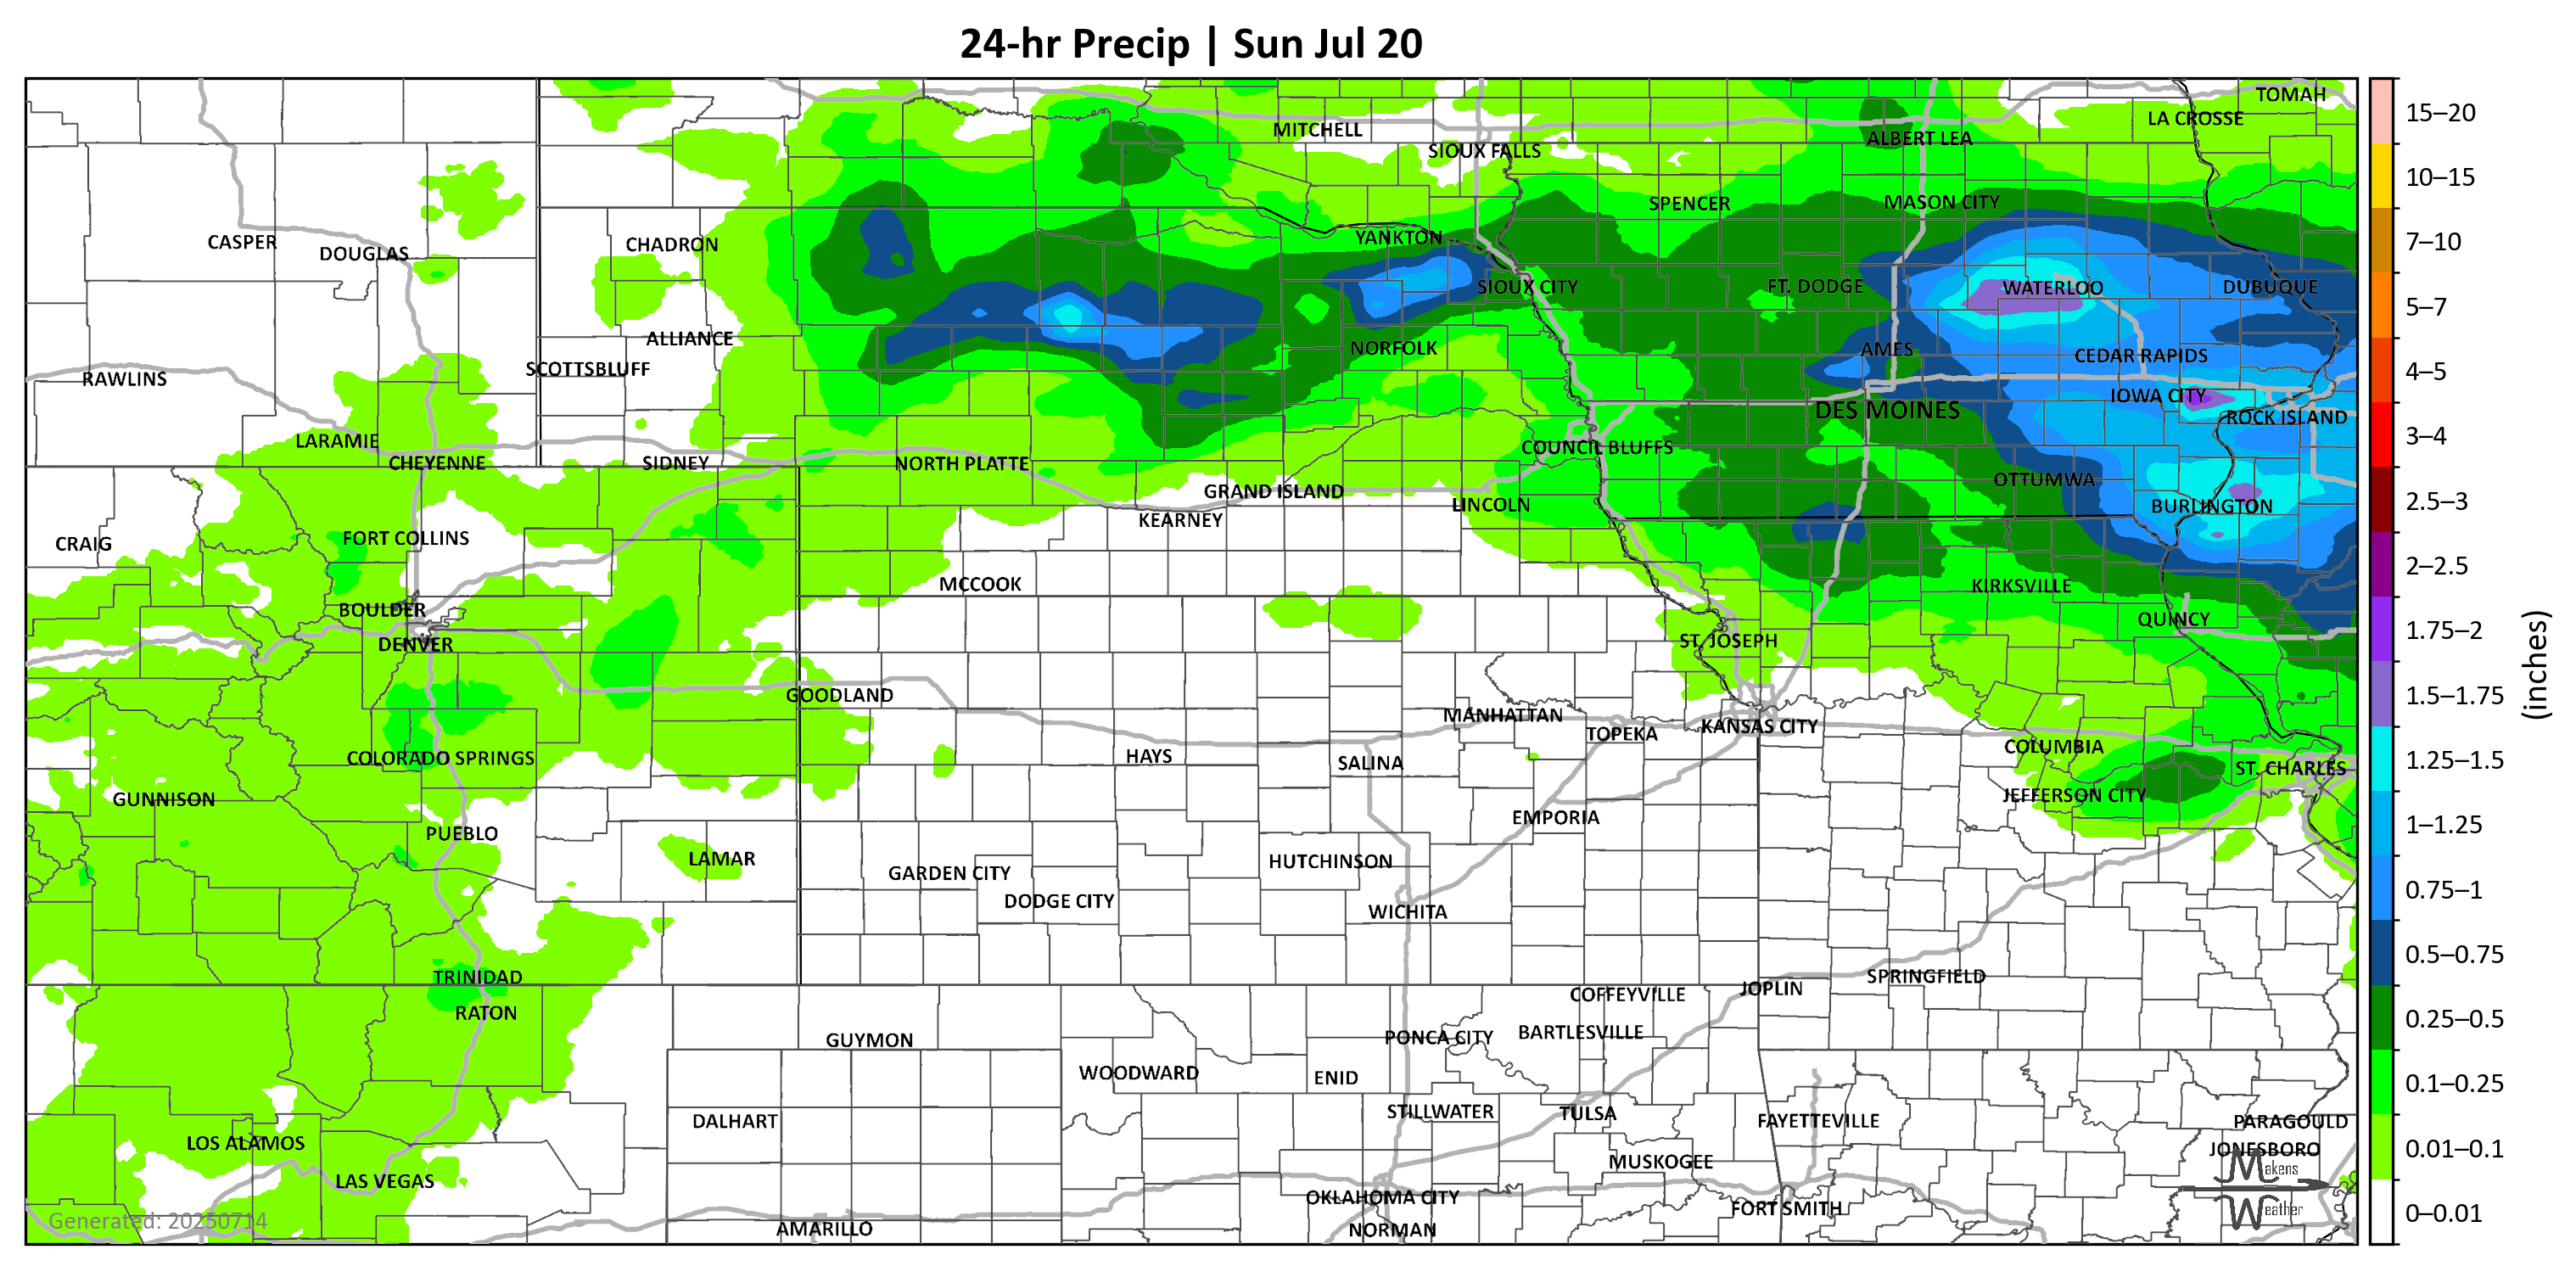 24-hr Precip | Sun Jul 20
TOMAH
LA CROSSE
MITCHELL
ALBERT LEA
SIOUX FALLS
SPENCER
MASON CITY
CASPER
DOUGLAS
CHADRON
YANKTON
SIOUX CITY
FT. DODGE
WATERLOO
DUBUQUE
ALLIANCE
NORFOLK
AMES
CEDAR RAPIDS
RAWLINS
SCOTTSBLUFF
IOWA CITY
DES MOINES
ROCK ISLAND
LARAMIE
CHEYENNE
SIDNEY
NORTH PLATTE
COUNCIL BLUFFS
GRAND ISLAND
OTTUMWA
LINCOLN
BURLINGTON
KEARNEY
CRAIG
FORT COLLINS
MCCOOK
KIRKSVILLE
BOULDER
QUINCY
DENVER
ST. JOSEPH
GOODLAND
MANHATTAN
TOPEKA
KANSAS CITY
COLUMBIA
COLORADO SPRINGS
HAYS
SALINA
ST. CHARLES
GUNNISON
JEFFERSON CITY
EMPORIA
PUEBLO
LAMAR
HUTCHINSON
GARDEN CITY
DODGE CITY
WICHITA
TRINIDAD
SPRINGFIELD
JOPLIN
COFFEYVILLE
RATON
GUYMON
PONCA CITY
BARTLESVILLE
WOODWARD
ENID
STILLWATER
TULSA
DALHART
FAYETTEVILLE
PARAGOULD
LOS ALAMOS
JONESBORO
MUSKOGEE
LAS VEGAS
OKLAHOMA CITY
FORT SMITH
AMARILLO
NORMAN
Makens
Weather
Generated: 20250714
15–20
10–15
7–10
5–7
4–5
3–4
2.5–3
2–2.5
1.75–2
1.5–1.75
1.25–1.5
1–1.25
0.75–1
0.5–0.75
0.25–0.5
0.1–0.25
0.01–0.1
0–0.01
(inches)